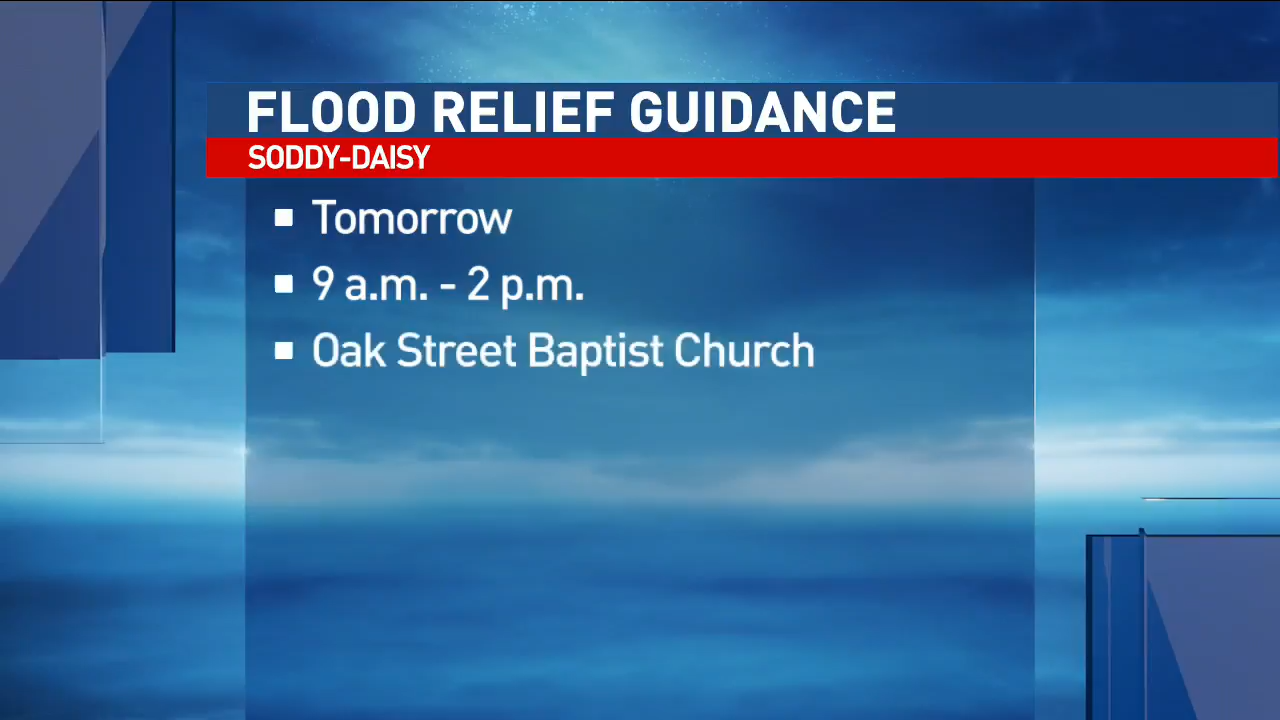 FLOOD RELIEF GUIDANCE
SODDY-DAISY
Tomorrow
9 a.m. - 2 p.m.
Oak Street Baptist Church